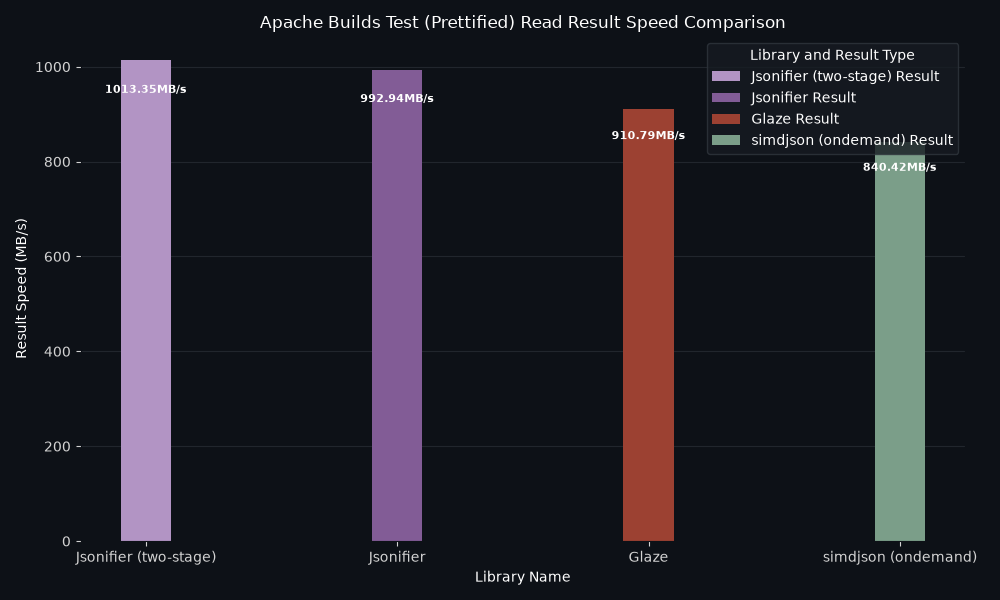 Apache Builds Test (Prettified) Read Result Speed Comparison
Library and Result Type
Jsonifier (two-stage) Result
Jsonifier Result
Glaze Result
simdjson (ondemand) Result
1013.35MB/s
992.94MB/s
910.79MB/s
840.42MB/s
Result Speed (MB/s)
1000
800
600
400
200
0
Jsonifier (two-stage)
Jsonifier
Glaze
simdjson (ondemand)
Library Name